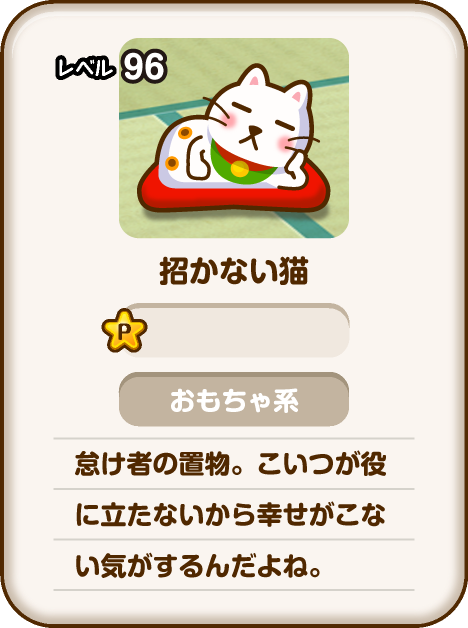 レベル 96
招かない猫
P
おもちゃ系
怠け者の置物。こいつが役
に立たないから幸せがこな
い気がするんだよね。